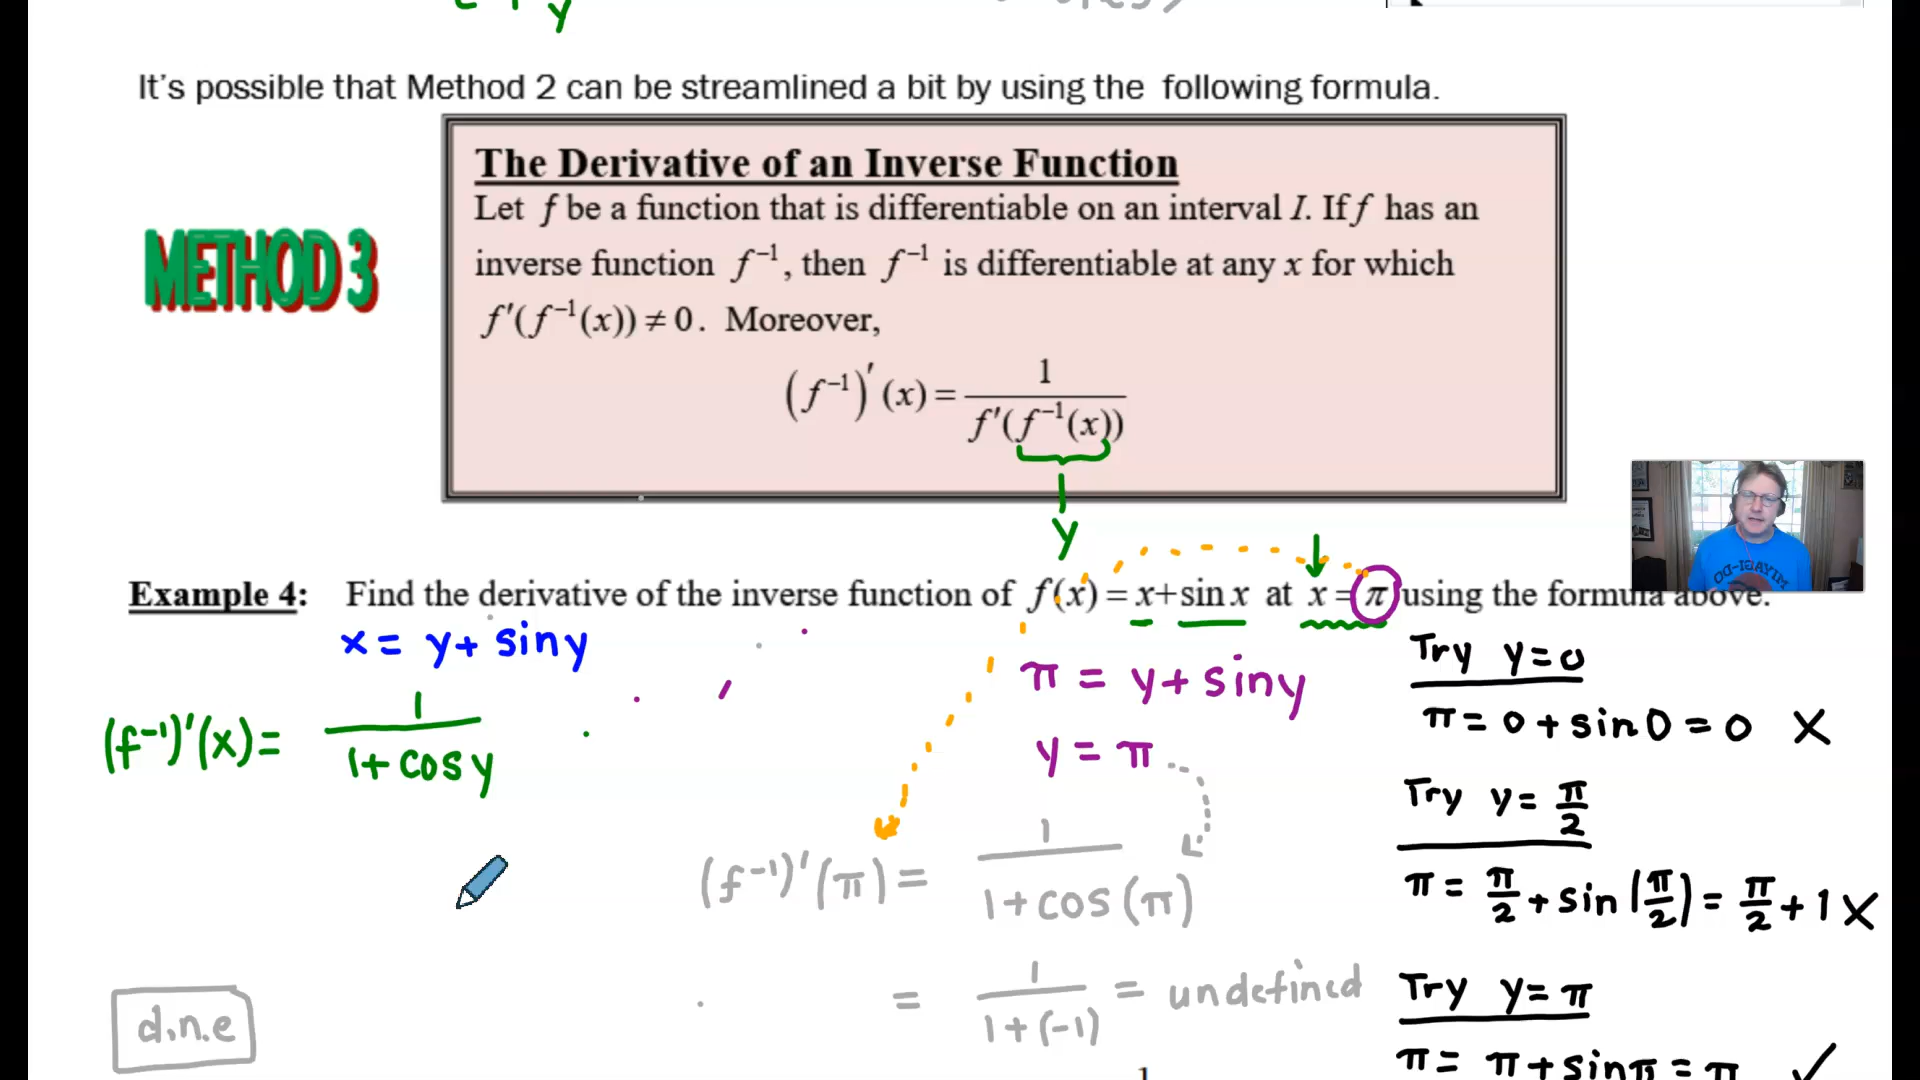 y
It's possible that Method 2 can be streamlined a bit by using the following formula.
METHOD 3
The Derivative of an Inverse Function
Let f be a function that is differentiable on an interval I. If f has an
inverse function f⁻¹, then f⁻¹ is differentiable at any x for which
f′(f⁻¹(x)) ≠ 0. Moreover,
(f⁻¹)′(x) = 1 / f′(f⁻¹(x))
y
Example 4: Find the derivative of the inverse function of f(x) = x + sin x at x = π using the formula above.
x = y + sin y
(f⁻¹)′(x) = 1 / (1 + cos y)
π = y + sin y
y = π
(f⁻¹)′(π) = 1 / (1 + cos(π))
= 1 / (1 + (-1)) = undefined
d.n.e
Try y = 0
π = 0 + sin 0 = 0 X
Try y = π/2
π = π/2 + sin(π/2) = π/2 + 1 X
Try y = π
π = π + sin π = π ✓
1